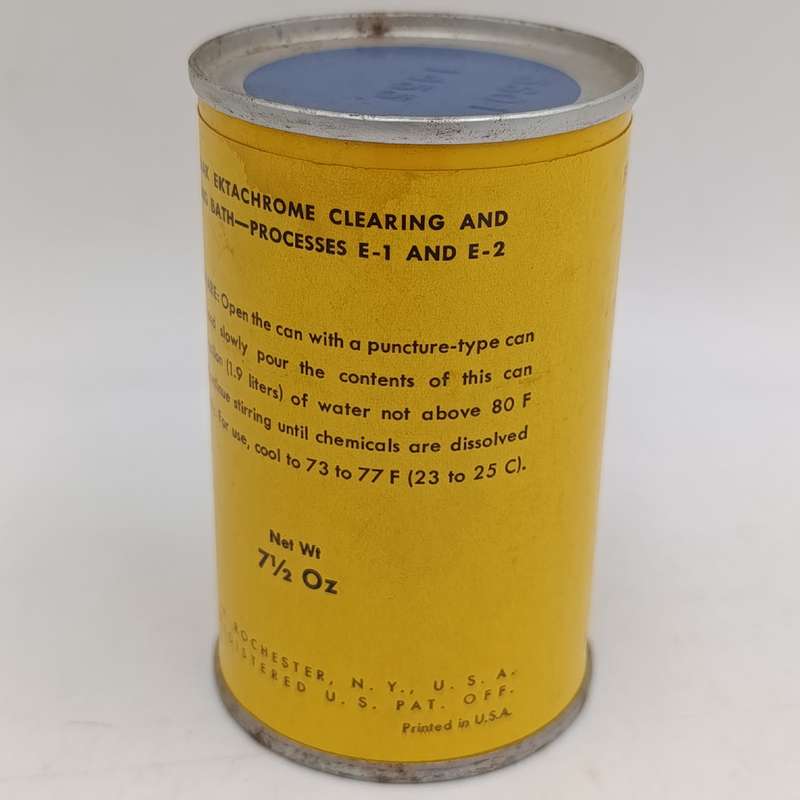 EKTACHROME CLEARING AND
BATH—PROCESSES E-1 AND E-2
Open the can with a puncture-type can
slowly pour the contents of this can
(1.9 liters) of water not above 80 F
stirring until chemicals are dissolved
For use, cool to 73 to 77 F (23 to 25 C).
Net Wt
7½ Oz
ROCHESTER, N. Y., U. S. A.
U. S. PAT. OFF.
Printed in U.S.A.